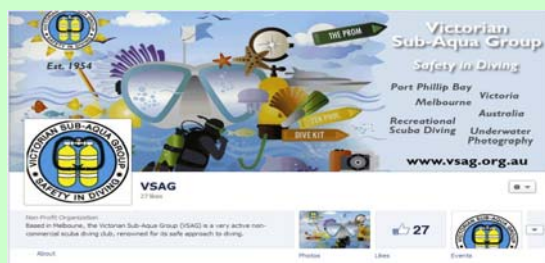 Est. 1954
THE PROM
Victorian
Sub-Aqua Group
Safety in Diving
Port Phillip Bay
Melbourne
Victoria
Australia
Recreational
Scuba Diving
Underwater
Photography
DIVE KIT
www.vsag.org.au
VICTORIAN SUB-AQUA GROUP
SAFETY IN DIVING
VSAG
27 likes
Non-Profit Organization
Based in Melbourne, the Victorian Sub-Aqua Group (VSAG) is a very active non-
commercial scuba diving club, renowned for its safe approach to diving.
About
27
Photos
Likes
Events